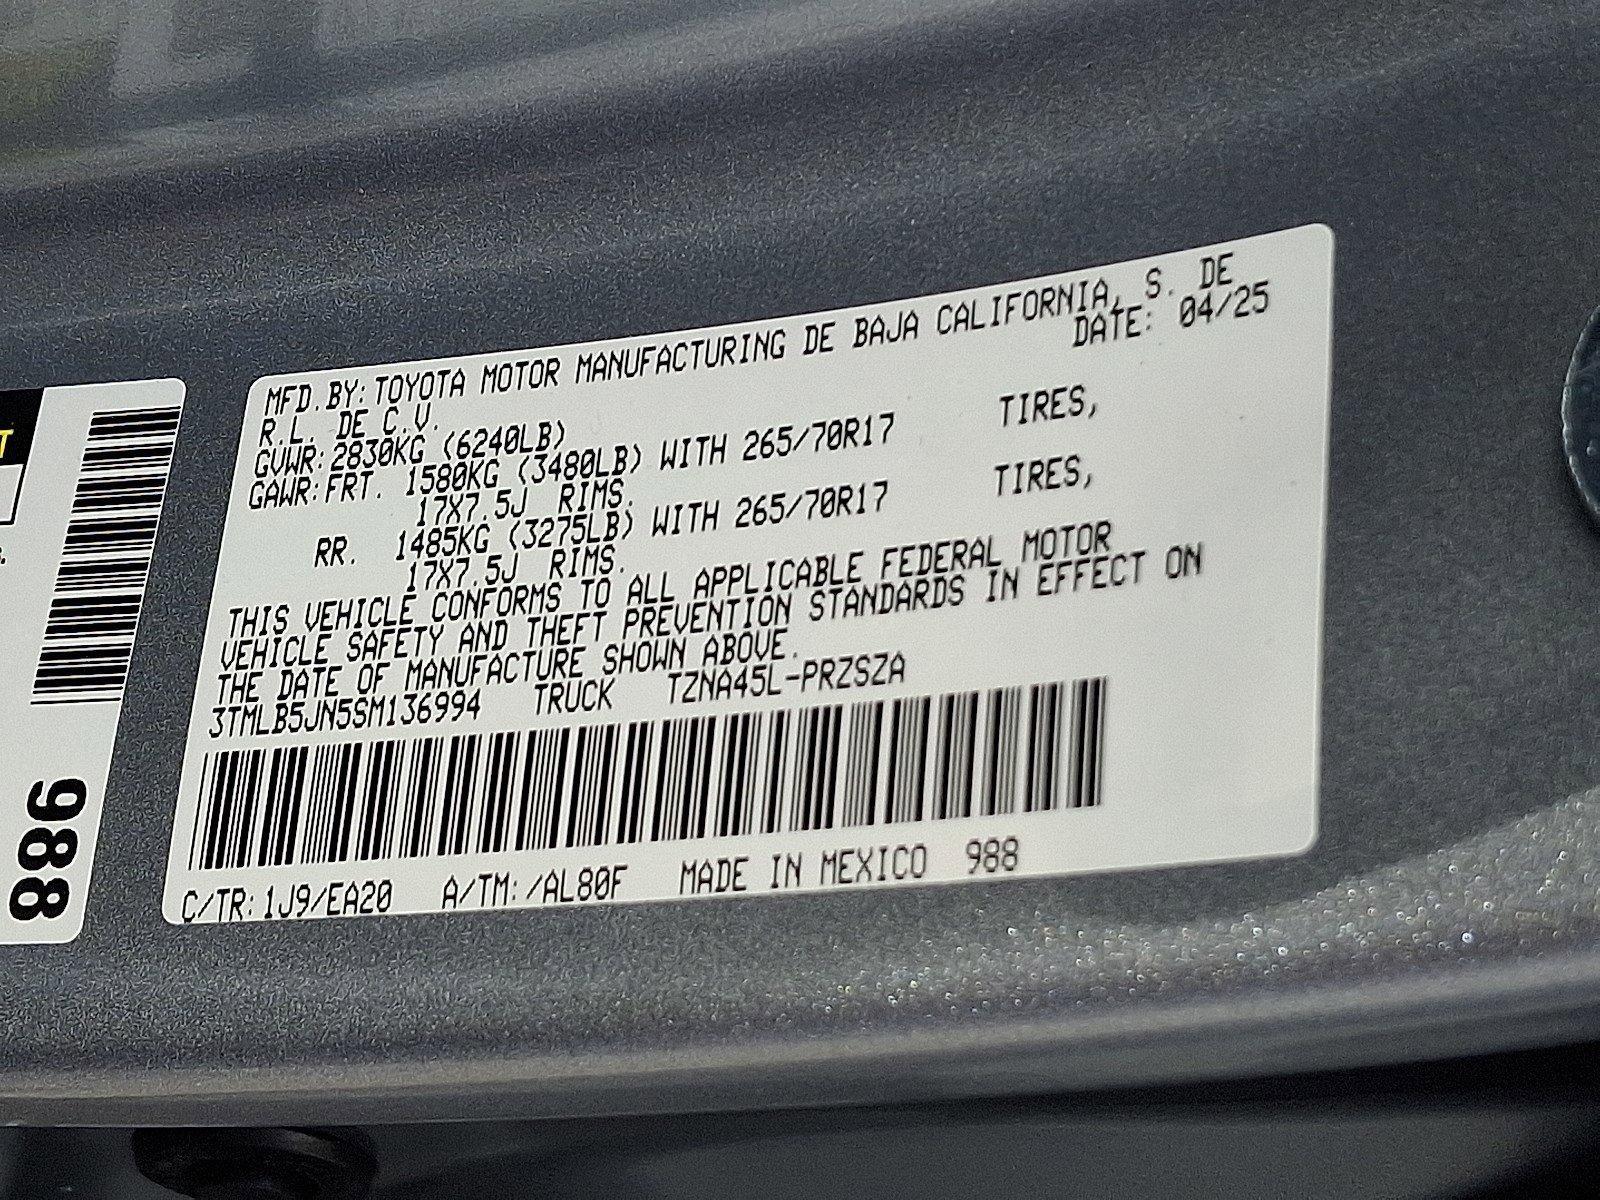 MFD.BY:TOYOTA MOTOR MANUFACTURING DE BAJA CALIFORNIA, S. DE
R.L. DE C.V. DATE: 04/25
GVWR:2830KG (6240LB)
GAWR:FRT. 1580KG (3480LB) WITH 265/70R17 TIRES,
17X7.5J RIMS.
RR. 1485KG (3275LB) WITH 265/70R17 TIRES,
17X7.5J RIMS.
THIS VEHICLE CONFORMS TO ALL APPLICABLE FEDERAL MOTOR
VEHICLE SAFETY AND THEFT PREVENTION STANDARDS IN EFFECT ON
THE DATE OF MANUFACTURE SHOWN ABOVE.
3TMLB5JN5SM136994 TRUCK TZNA45L-PRZSZA
C/TR:1J9/EA20 A/TM:/AL80F MADE IN MEXICO 988
988
T